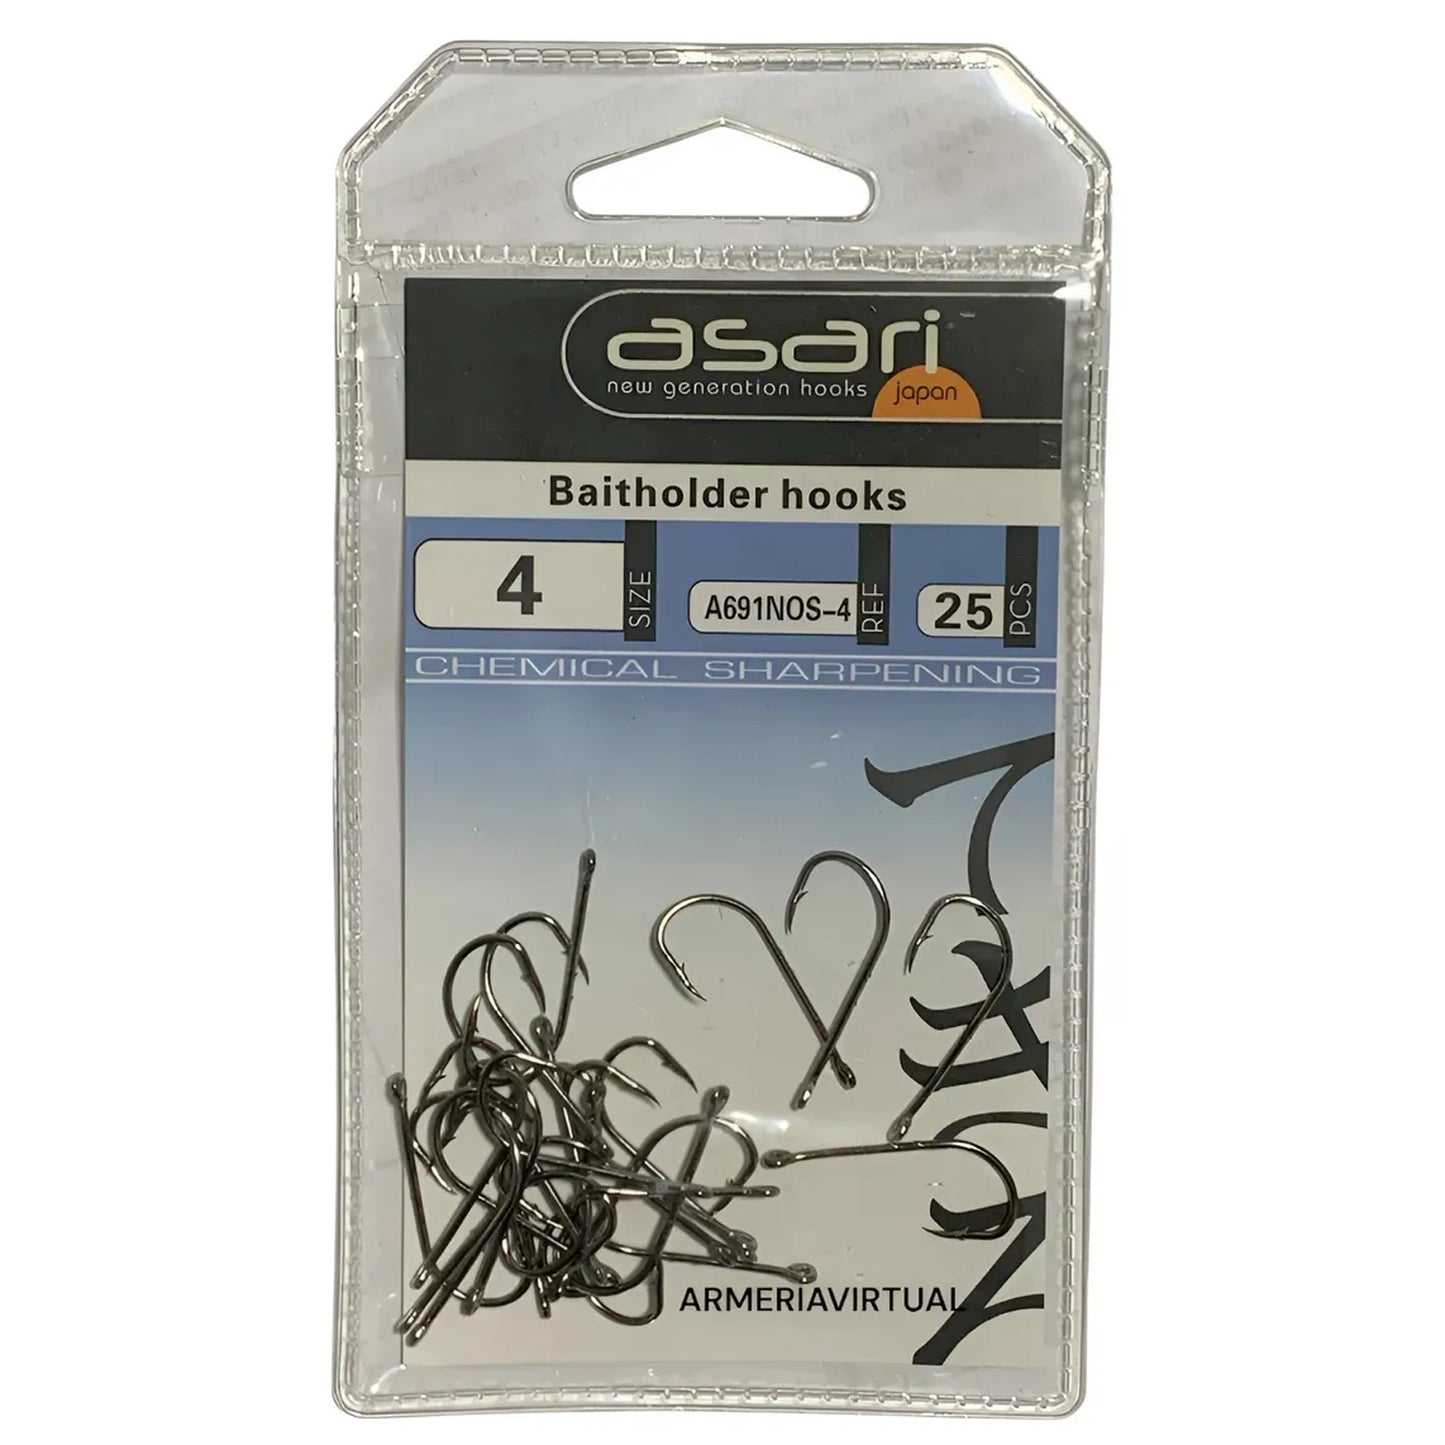 asari
new generation hooks
japan
Baitholder hooks
4
SIZE
A691NOS-4
REF
25
PCS
CHEMICAL SHARPENING
ARMERIAVIRTUAL